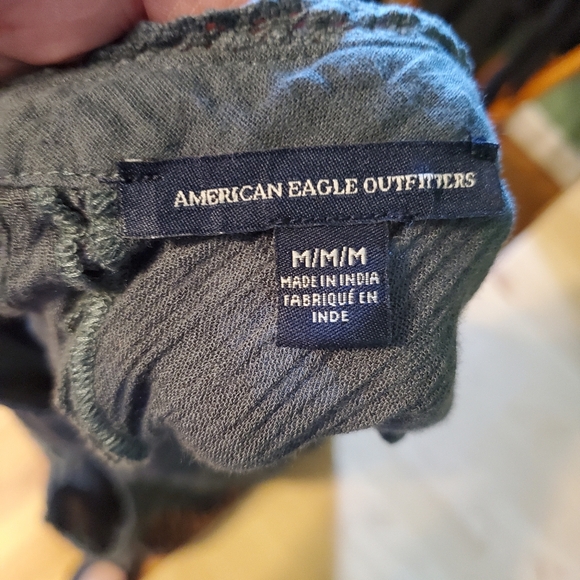 AMERICAN EAGLE OUTFITTERS
M/M/M
MADE IN INDIA
FABRIQUÉ EN
INDE